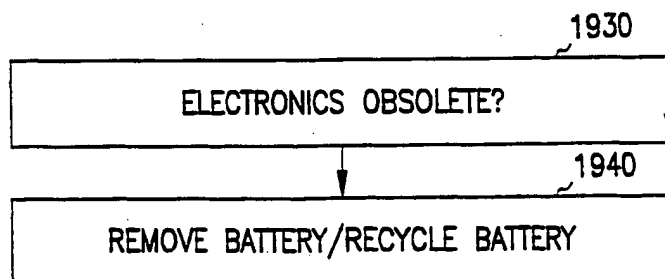 1930
ELECTRONICS OBSOLETE?
1940
REMOVE BATTERY/RECYCLE BATTERY